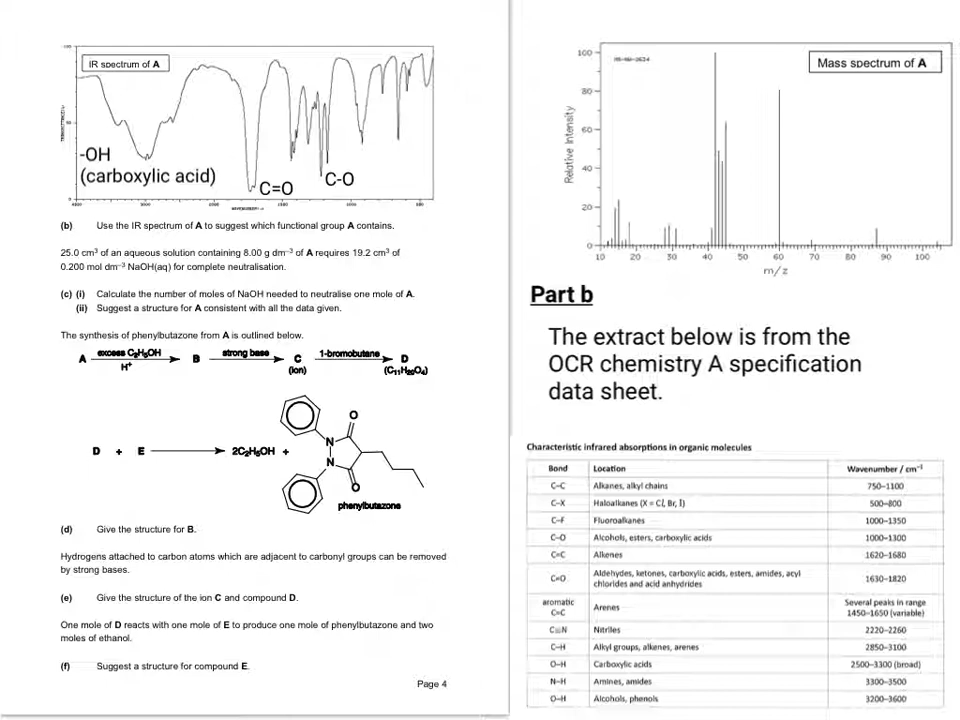 IR spectrum of A
-OH
(carboxylic acid)
C=O
C-O
(b) Use the IR spectrum of A to suggest which functional group A contains.
25.0 cm³ of an aqueous solution containing 8.00 g dm⁻³ of A requires 19.2 cm³ of
0.200 mol dm⁻³ NaOH(aq) for complete neutralisation.
(c) (i) Calculate the number of moles of NaOH needed to neutralise one mole of A.
(ii) Suggest a structure for A consistent with all the data given.
The synthesis of phenylbutazone from A is outlined below.
A excess C₂H₅OH B strong base C 1-bromobutane D
H⁺ (ion) (C₁₁H₂₀O₄)
O
N
D + E 2C₂H₅OH +
N
O
phenylbutazone
(d) Give the structure for B.
Hydrogens attached to carbon atoms which are adjacent to carbonyl groups can be removed
by strong bases.
(e) Give the structure of the ion C and compound D.
One mole of D reacts with one mole of E to produce one mole of phenylbutazone and two
moles of ethanol.
(f) Suggest a structure for compound E.
Page 4
Mass spectrum of A
Relative Intensity
100
80
60
40
20
0
10 20 30 40 50 60 70 80 90 100
m/z
Part b
The extract below is from the
OCR chemistry A specification
data sheet.
Characteristic infrared absorptions in organic molecules
Bond Location Wavenumber / cm⁻¹
C–C Alkanes, alkyl chains 750–1100
C–X Haloalkanes (X = Cl, Br, I) 500–800
C–F Fluoroalkanes 1000–1350
C–O Alcohols, esters, carboxylic acids 1000–1300
C=C Alkenes 1620–1680
C=O Aldehydes, ketones, carboxylic acids, esters, amides, acyl
chlorides and acid anhydrides 1630–1820
aromatic
C=C Arenes Several peaks in range
1450–1650 (variable)
C≡N Nitriles 2220–2260
C–H Alkyl groups, alkenes, arenes 2850–3100
O–H Carboxylic acids 2500–3300 (broad)
N–H Amines, amides 3300–3500
O–H Alcohols, phenols 3200–3600